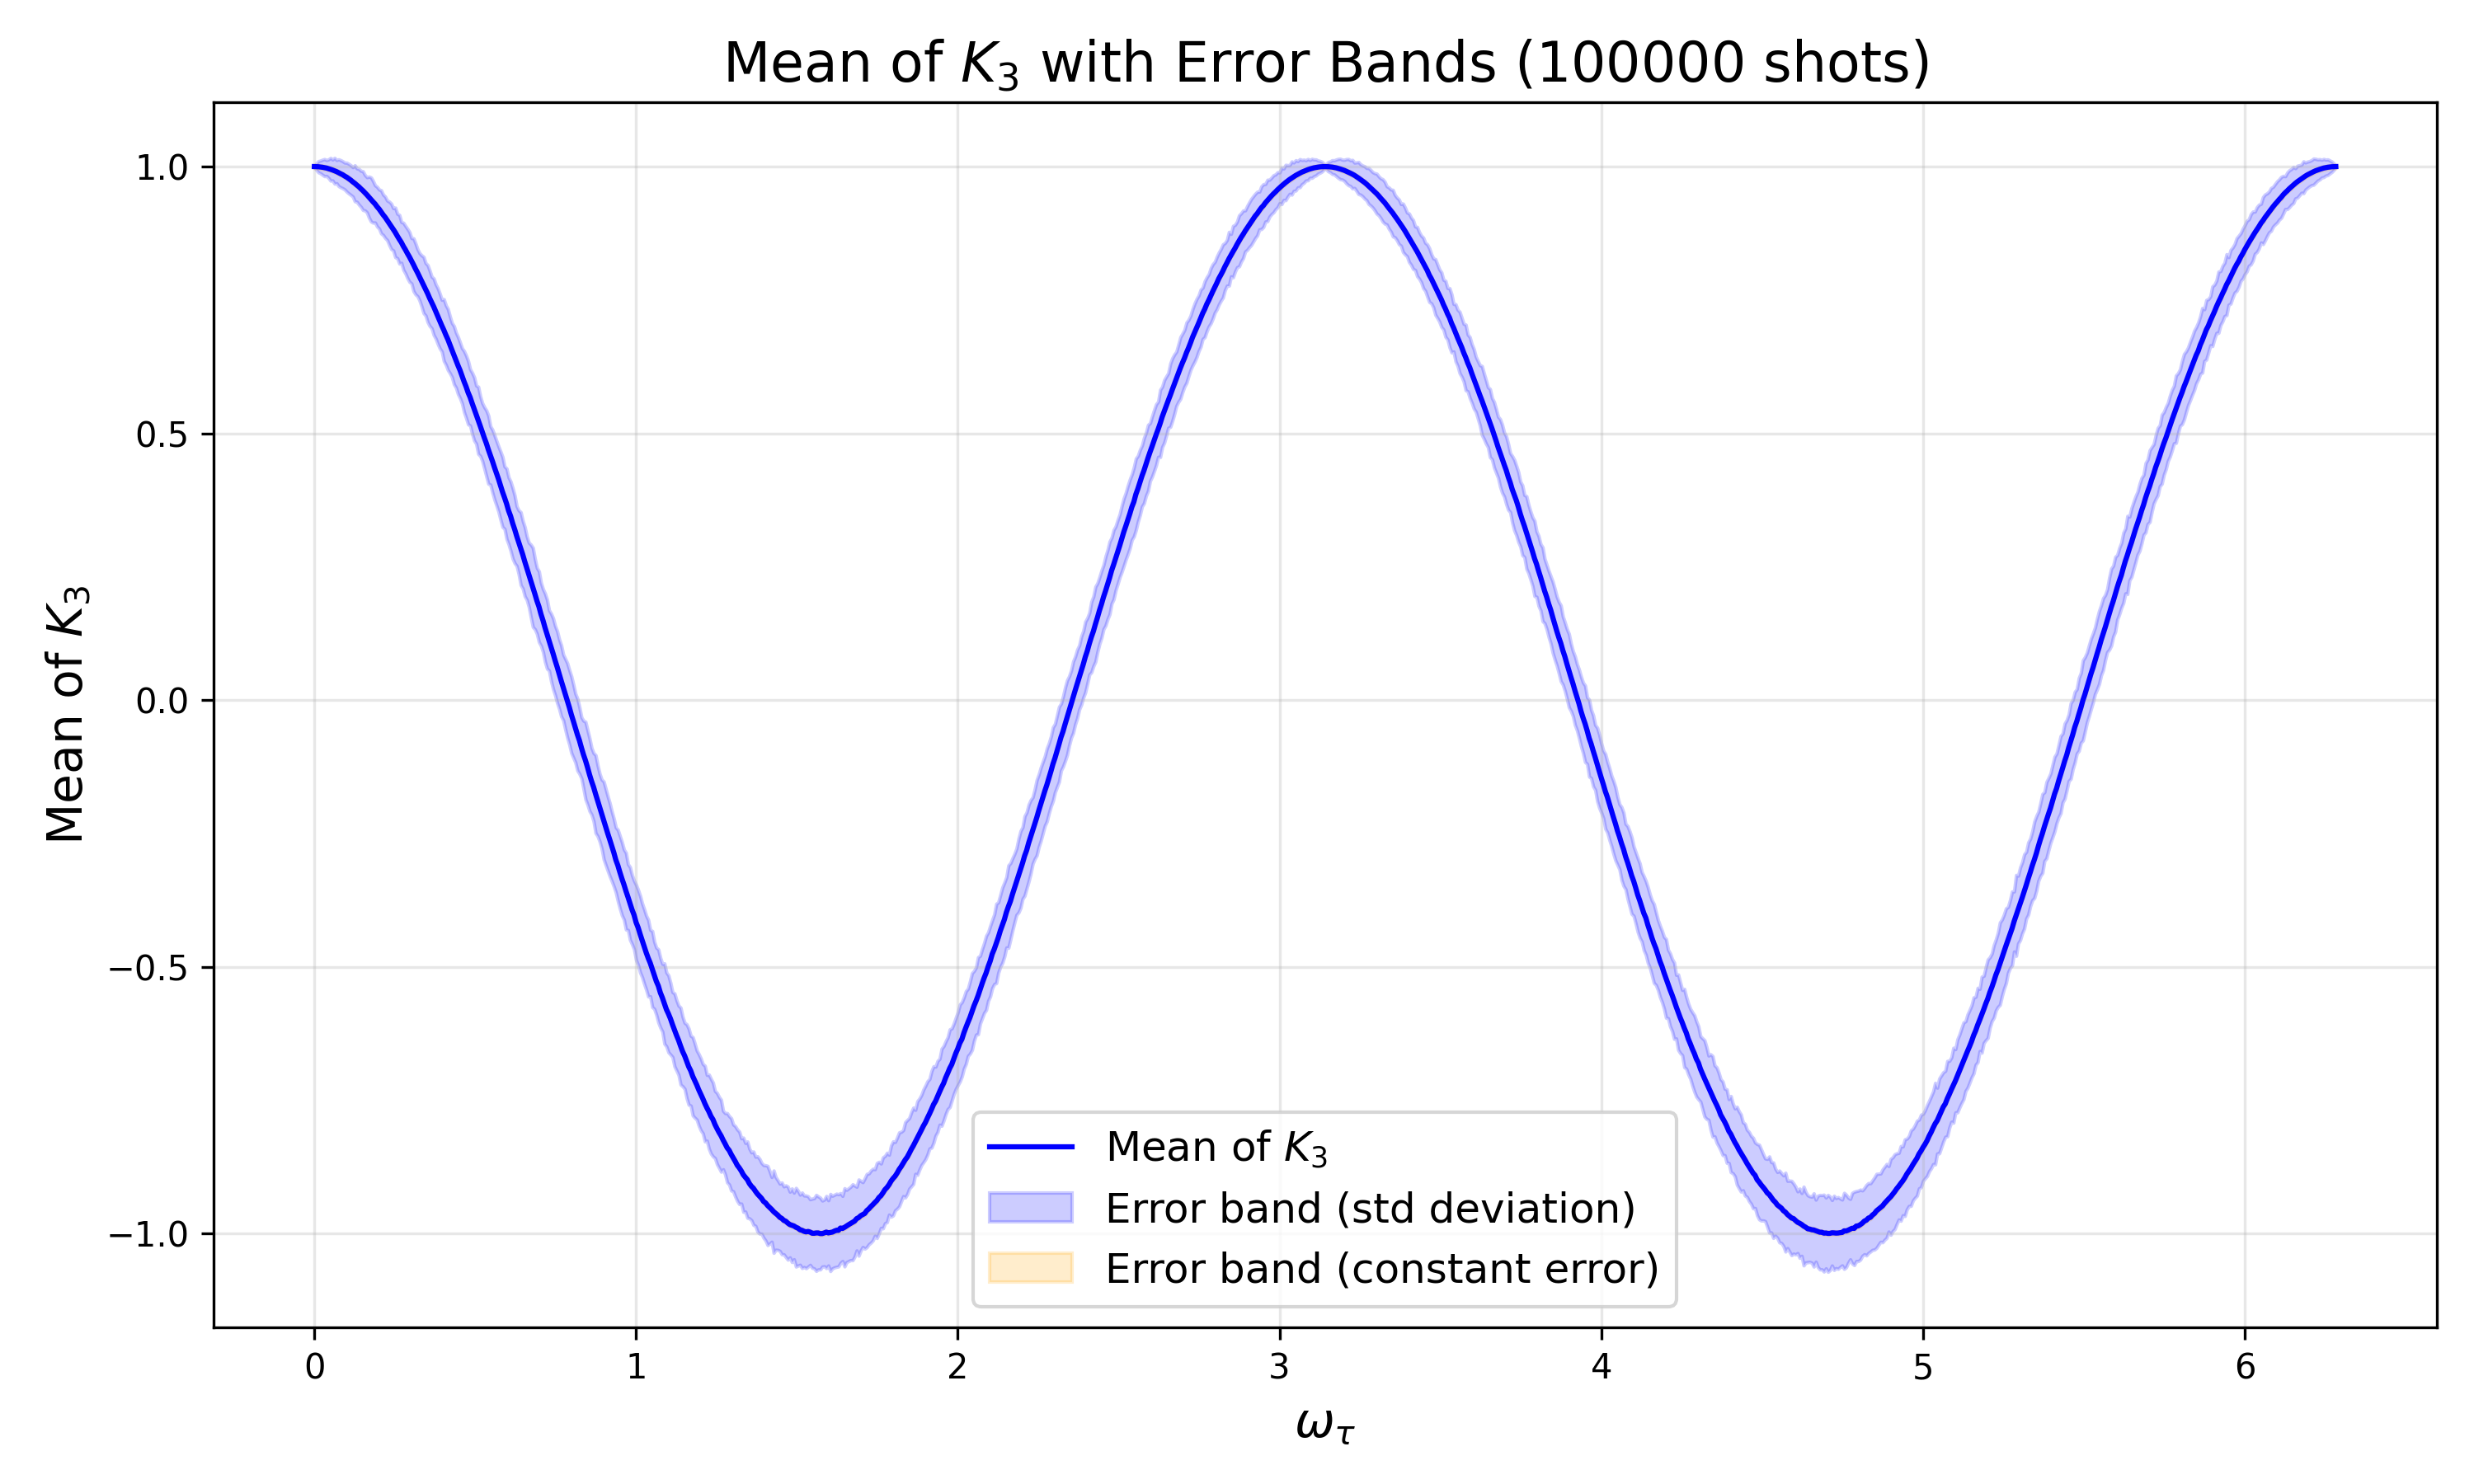 Mean of K₃ with Error Bands (100000 shots)
Mean of K₃
1.0
0.5
0.0
−0.5
−1.0
Mean of K₃
Error band (std deviation)
Error band (constant error)
0 1 2 3 4 5 6
ω_τ